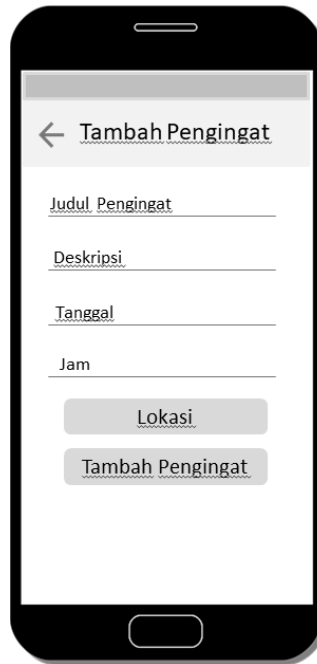 Tambah Pengingat
Judul Pengingat
Deskripsi
Tanggal
Jam
Lokasi
Tambah Pengingat